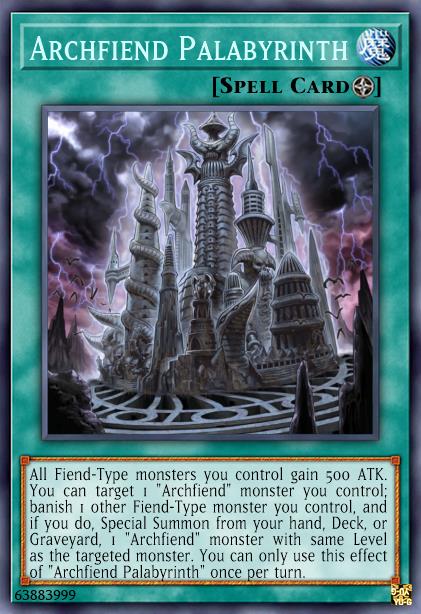 Archfiend Palabyrinth
魔
[Spell Card]
All Fiend-Type monsters you control gain 500 ATK.
You can target 1 "Archfiend" monster you control;
banish 1 other Fiend-Type monster you control, and
if you do, Special Summon from your hand, Deck, or
Graveyard, 1 "Archfiend" monster with same Level
as the targeted monster. You can only use this effect
of "Archfiend Palabyrinth" once per turn.
63883999